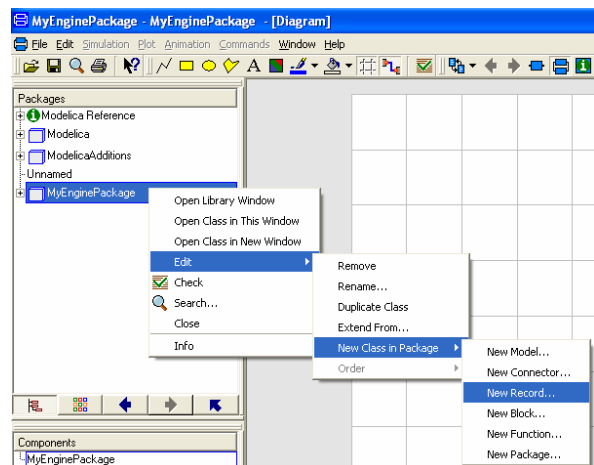 MyEnginePackage - MyEnginePackage - [Diagram]
File Edit Simulation Plot Animation Commands Window Help
Packages
Modelica Reference
Modelica
ModelicaAdditions
Unnamed
MyEnginePackage
Open Library Window
Open Class in This Window
Open Class in New Window
Edit
Check
Search...
Close
Info
Remove
Rename...
Duplicate Class
Extend From...
New Class in Package
Order
New Model...
New Connector...
New Record...
New Block...
New Function...
New Package...
Components
MyEnginePackage